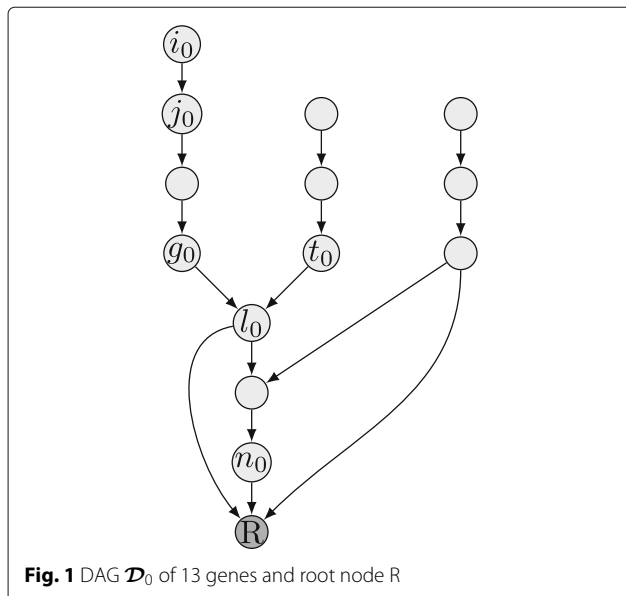 i₀
j₀
g₀ t₀
l₀
n₀
R
Fig. 1 DAG 𝓓₀ of 13 genes and root node R